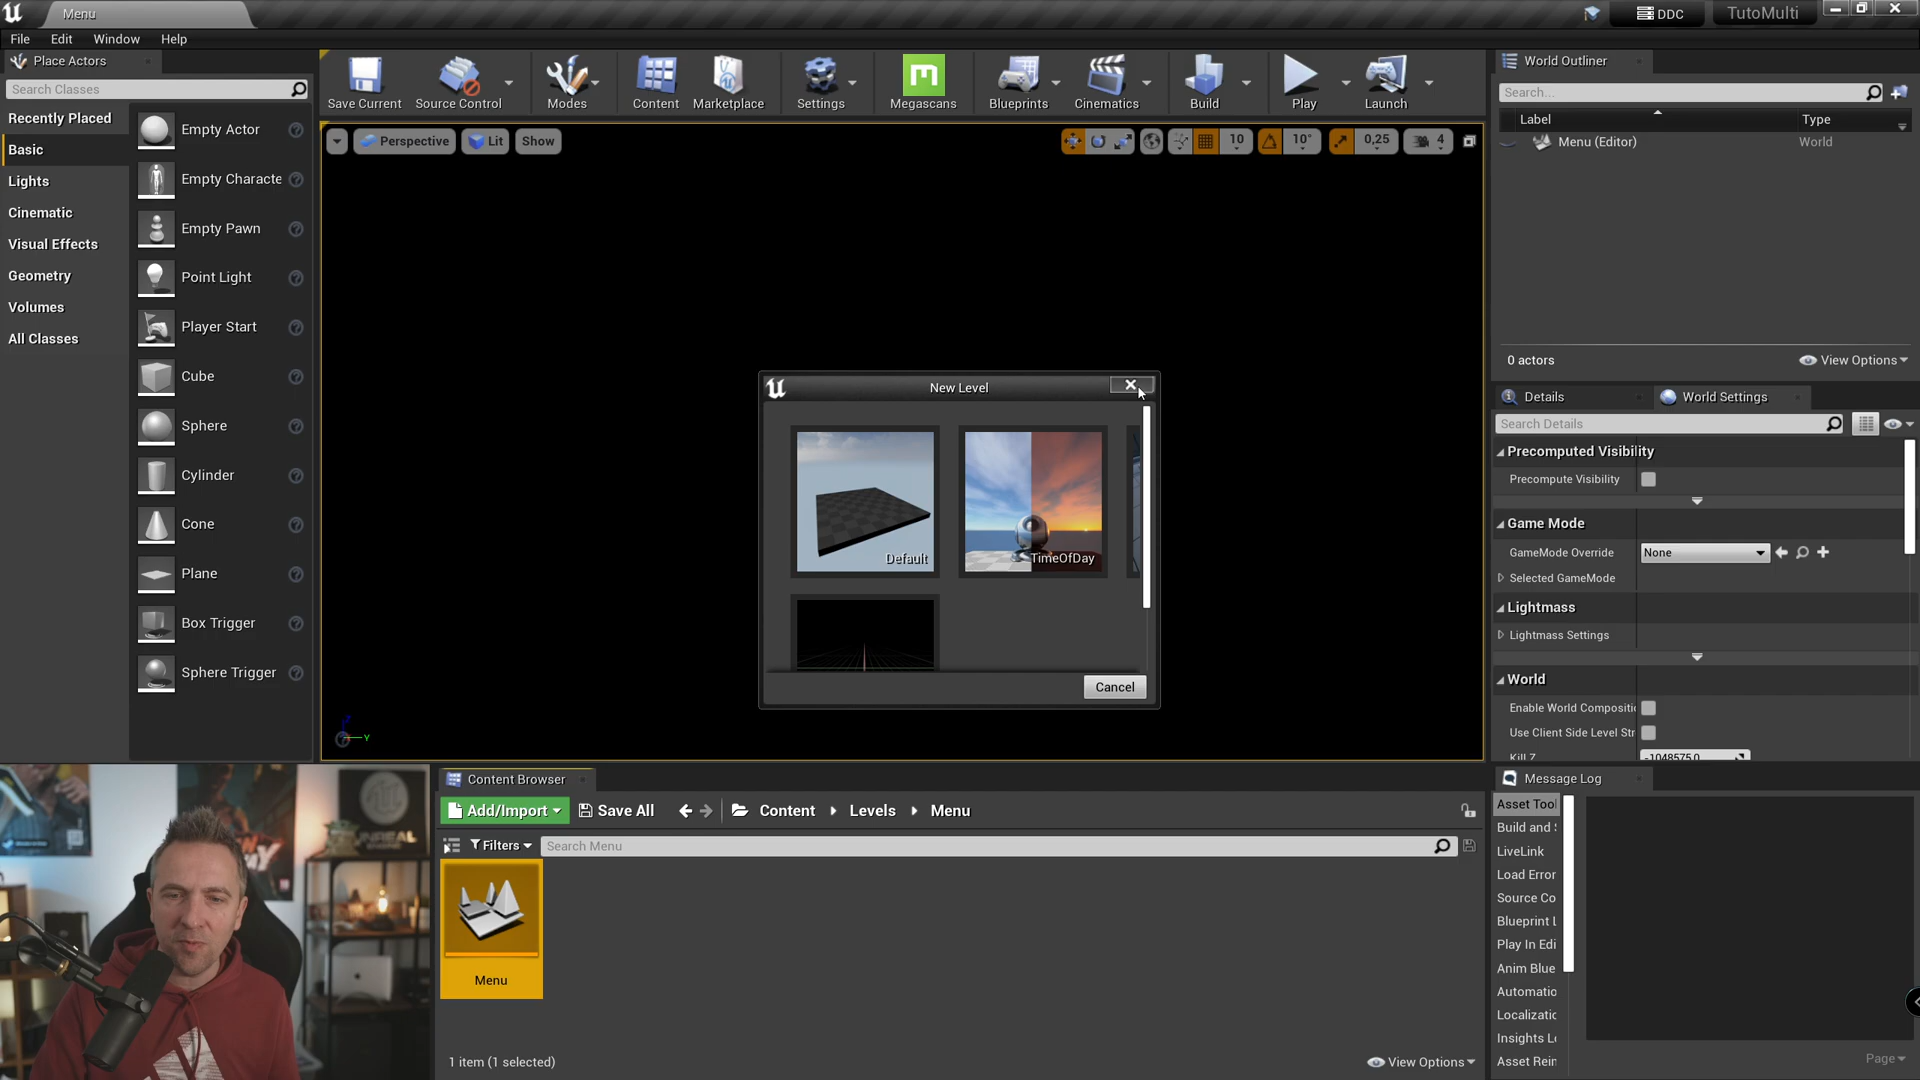 Menu
DDC
TutoMulti
File
Edit
Window
Help
Place Actors
Search Classes
Recently Placed
Basic
Lights
Cinematic
Visual Effects
Geometry
Volumes
All Classes
Empty Actor
Empty Characte
Empty Pawn
Point Light
Player Start
Cube
Sphere
Cylinder
Cone
Plane
Box Trigger
Sphere Trigger
Save Current
Source Control
Modes
Content
Marketplace
Settings
Megascans
Blueprints
Cinematics
Build
Play
Launch
Perspective
Lit
Show
10
10°
0,25
4
Y
New Level
Default
TimeOfDay
Cancel
World Outliner
Search...
Label
Type
Menu (Editor)
World
0 actors
View Options
Details
World Settings
Search Details
Precomputed Visibility
Precompute Visibility
Game Mode
GameMode Override
None
Selected GameMode
Lightmass
Lightmass Settings
World
Enable World Compositio
Use Client Side Level Str
Kill Z
-1048575,0
Content Browser
Add/Import
Save All
Content
Levels
Menu
Filters
Search Menu
Menu
1 item (1 selected)
View Options
Message Log
Asset Tool
Build and S
LiveLink
Load Error
Source Co
Blueprint L
Play In Edi
Anim Blue
Automatio
Localizatio
Insights Lo
Asset Rein
Page